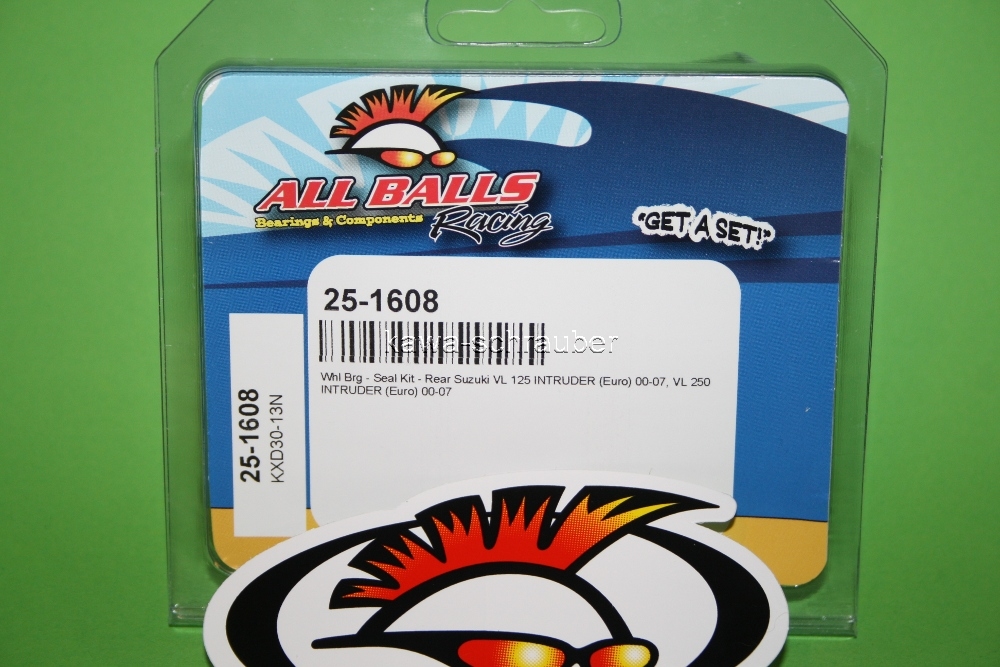 ALL BALLS
Bearings & Components
Racing
"GET A SET!"
25-1608
kawa-schrauber
Whl Brg - Seal Kit - Rear Suzuki VL 125 INTRUDER (Euro) 00-07, VL 250
INTRUDER (Euro) 00-07
25-1608
KXD30-13N